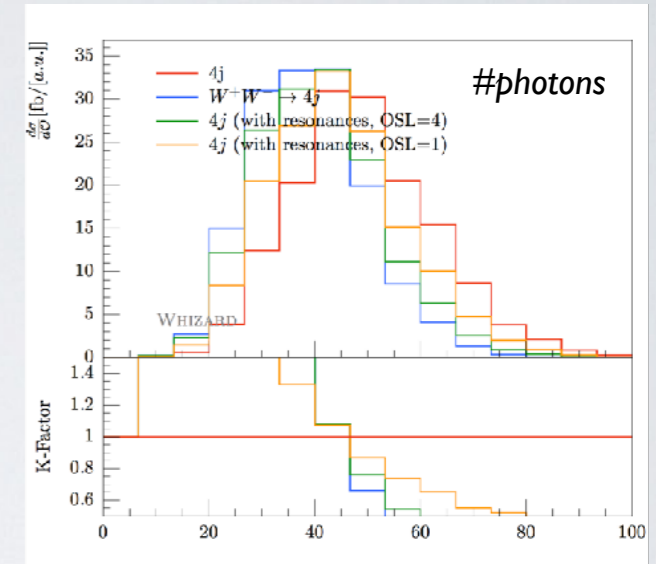 35
30
25
20
15
10
5
0
dσ/dO [fb/[a.u.]]
4j
W⁺W⁻ → 4j
4j (with resonances, OSL=4)
4j (with resonances, OSL=1)
#photons
WHIZARD
1.4
1.2
1
0.8
0.6
K-Factor
0 20 40 60 80 100